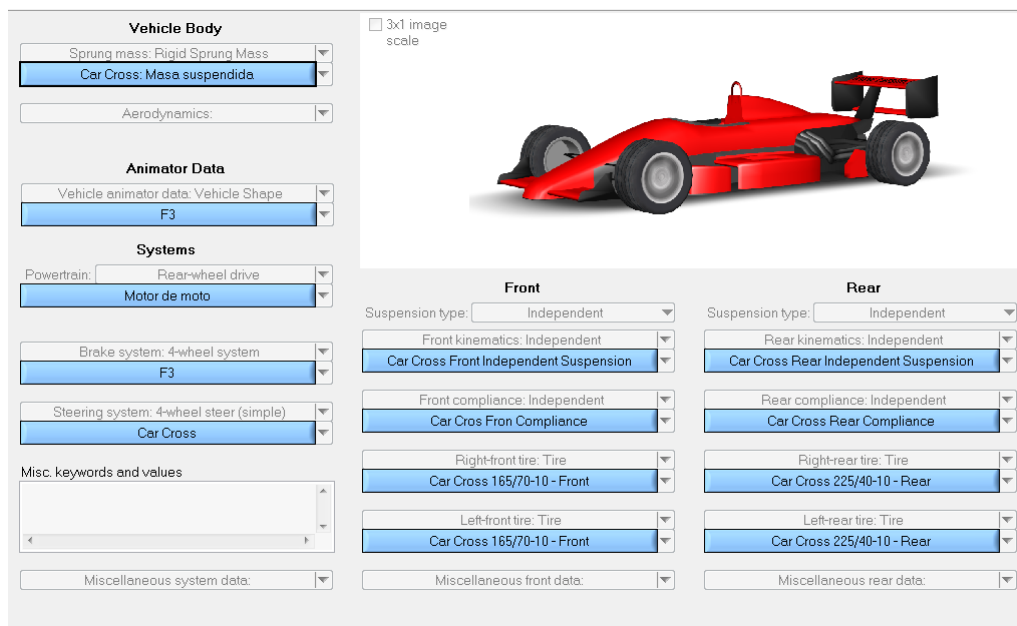 Vehicle Body
Sprung mass: Rigid Sprung Mass
Car Cross: Masa suspendida
Aerodynamics:
Animator Data
Vehicle animator data: Vehicle Shape
F3
Systems
Powertrain: Rear-wheel drive
Motor de moto
Brake system: 4-wheel system
F3
Steering system: 4-wheel steer (simple)
Car Cross
Misc. keywords and values
Miscellaneous system data:
3x1 image
scale
Front
Suspension type: Independent
Front kinematics: Independent
Car Cross Front Independent Suspension
Front compliance: Independent
Car Cros Fron Compliance
Right-front tire: Tire
Car Cross 165/70-10 - Front
Left-front tire: Tire
Car Cross 165/70-10 - Front
Miscellaneous front data:
Rear
Suspension type: Independent
Rear kinematics: Independent
Car Cross Rear Independent Suspension
Rear compliance: Independent
Car Cross Rear Compliance
Right-rear tire: Tire
Car Cross 225/40-10 - Rear
Left-rear tire: Tire
Car Cross 225/40-10 - Rear
Miscellaneous rear data: